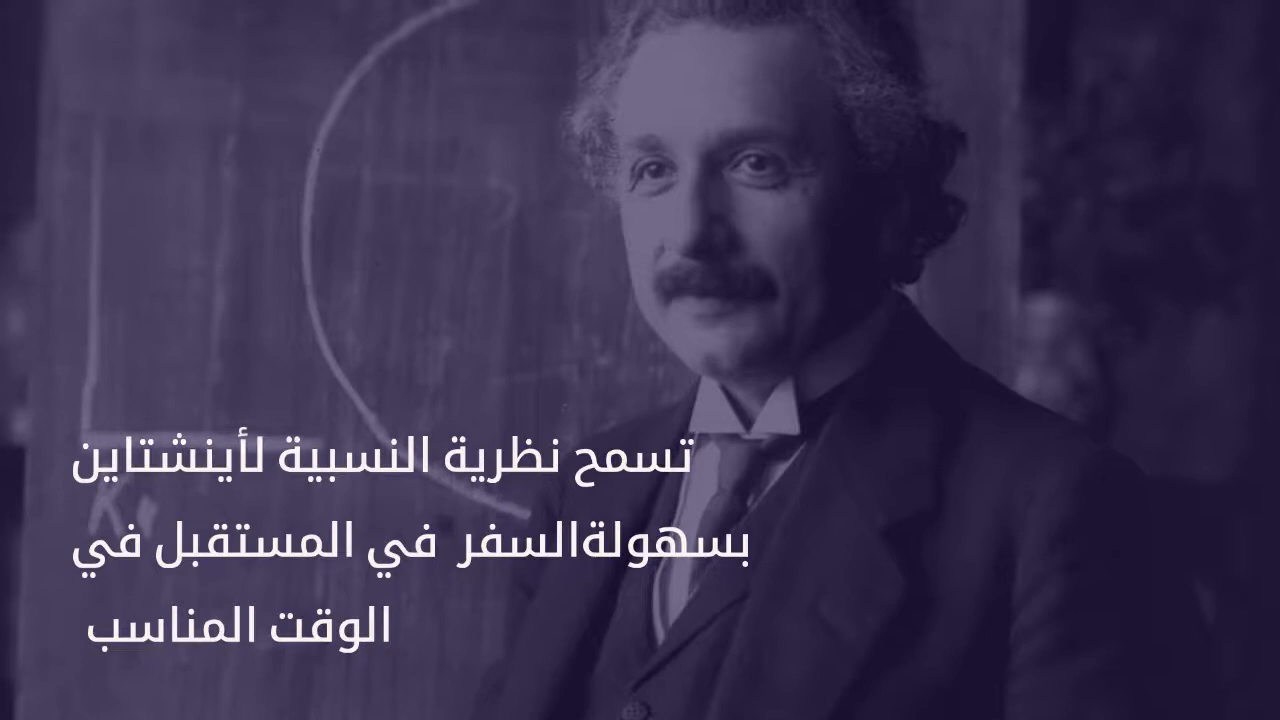 تسمح نظرية النسبية لأينشتاين
بسهولةالسفر في المستقبل في
الوقت المناسب